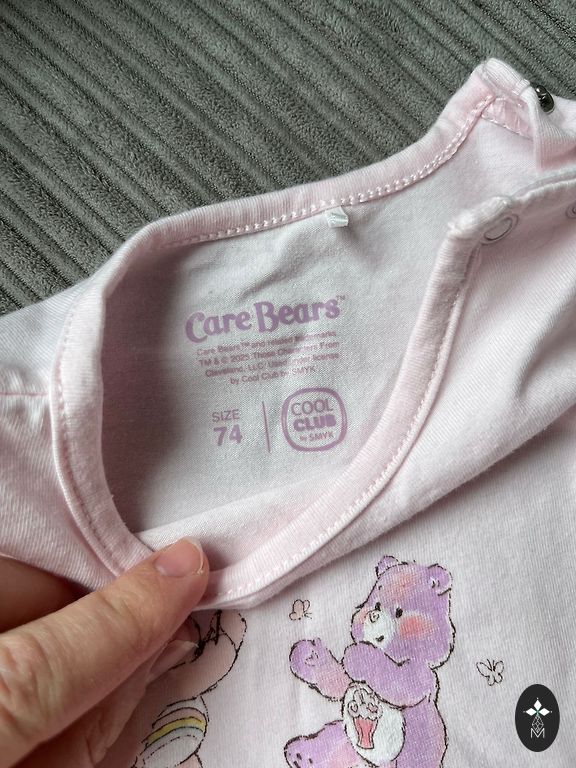 Care Bears™
Care Bears™ and related trademarks
TM & © 2025 Those Characters From
Cleveland, LLC. Used under license
by Cool Club by SMYK
SIZE
74
COOL
CLUB
by SMYK
M